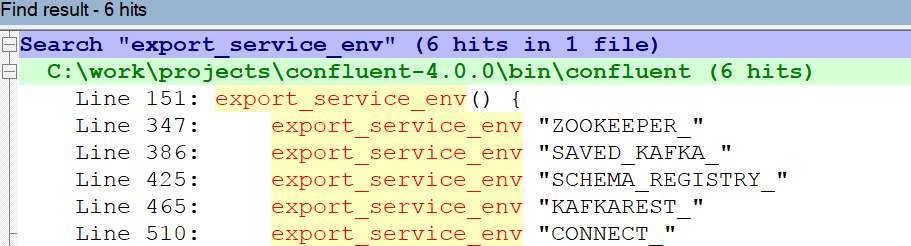 Find result - 6 hits
Search "export_service_env" (6 hits in 1 file)
C:\work\projects\confluent-4.0.0\bin\confluent (6 hits)
Line 151: export_service_env() {
Line 347: export_service_env "ZOOKEEPER_"
Line 386: export_service_env "SAVED_KAFKA_"
Line 425: export_service_env "SCHEMA_REGISTRY_"
Line 465: export_service_env "KAFKAREST_"
Line 510: export_service_env "CONNECT_"